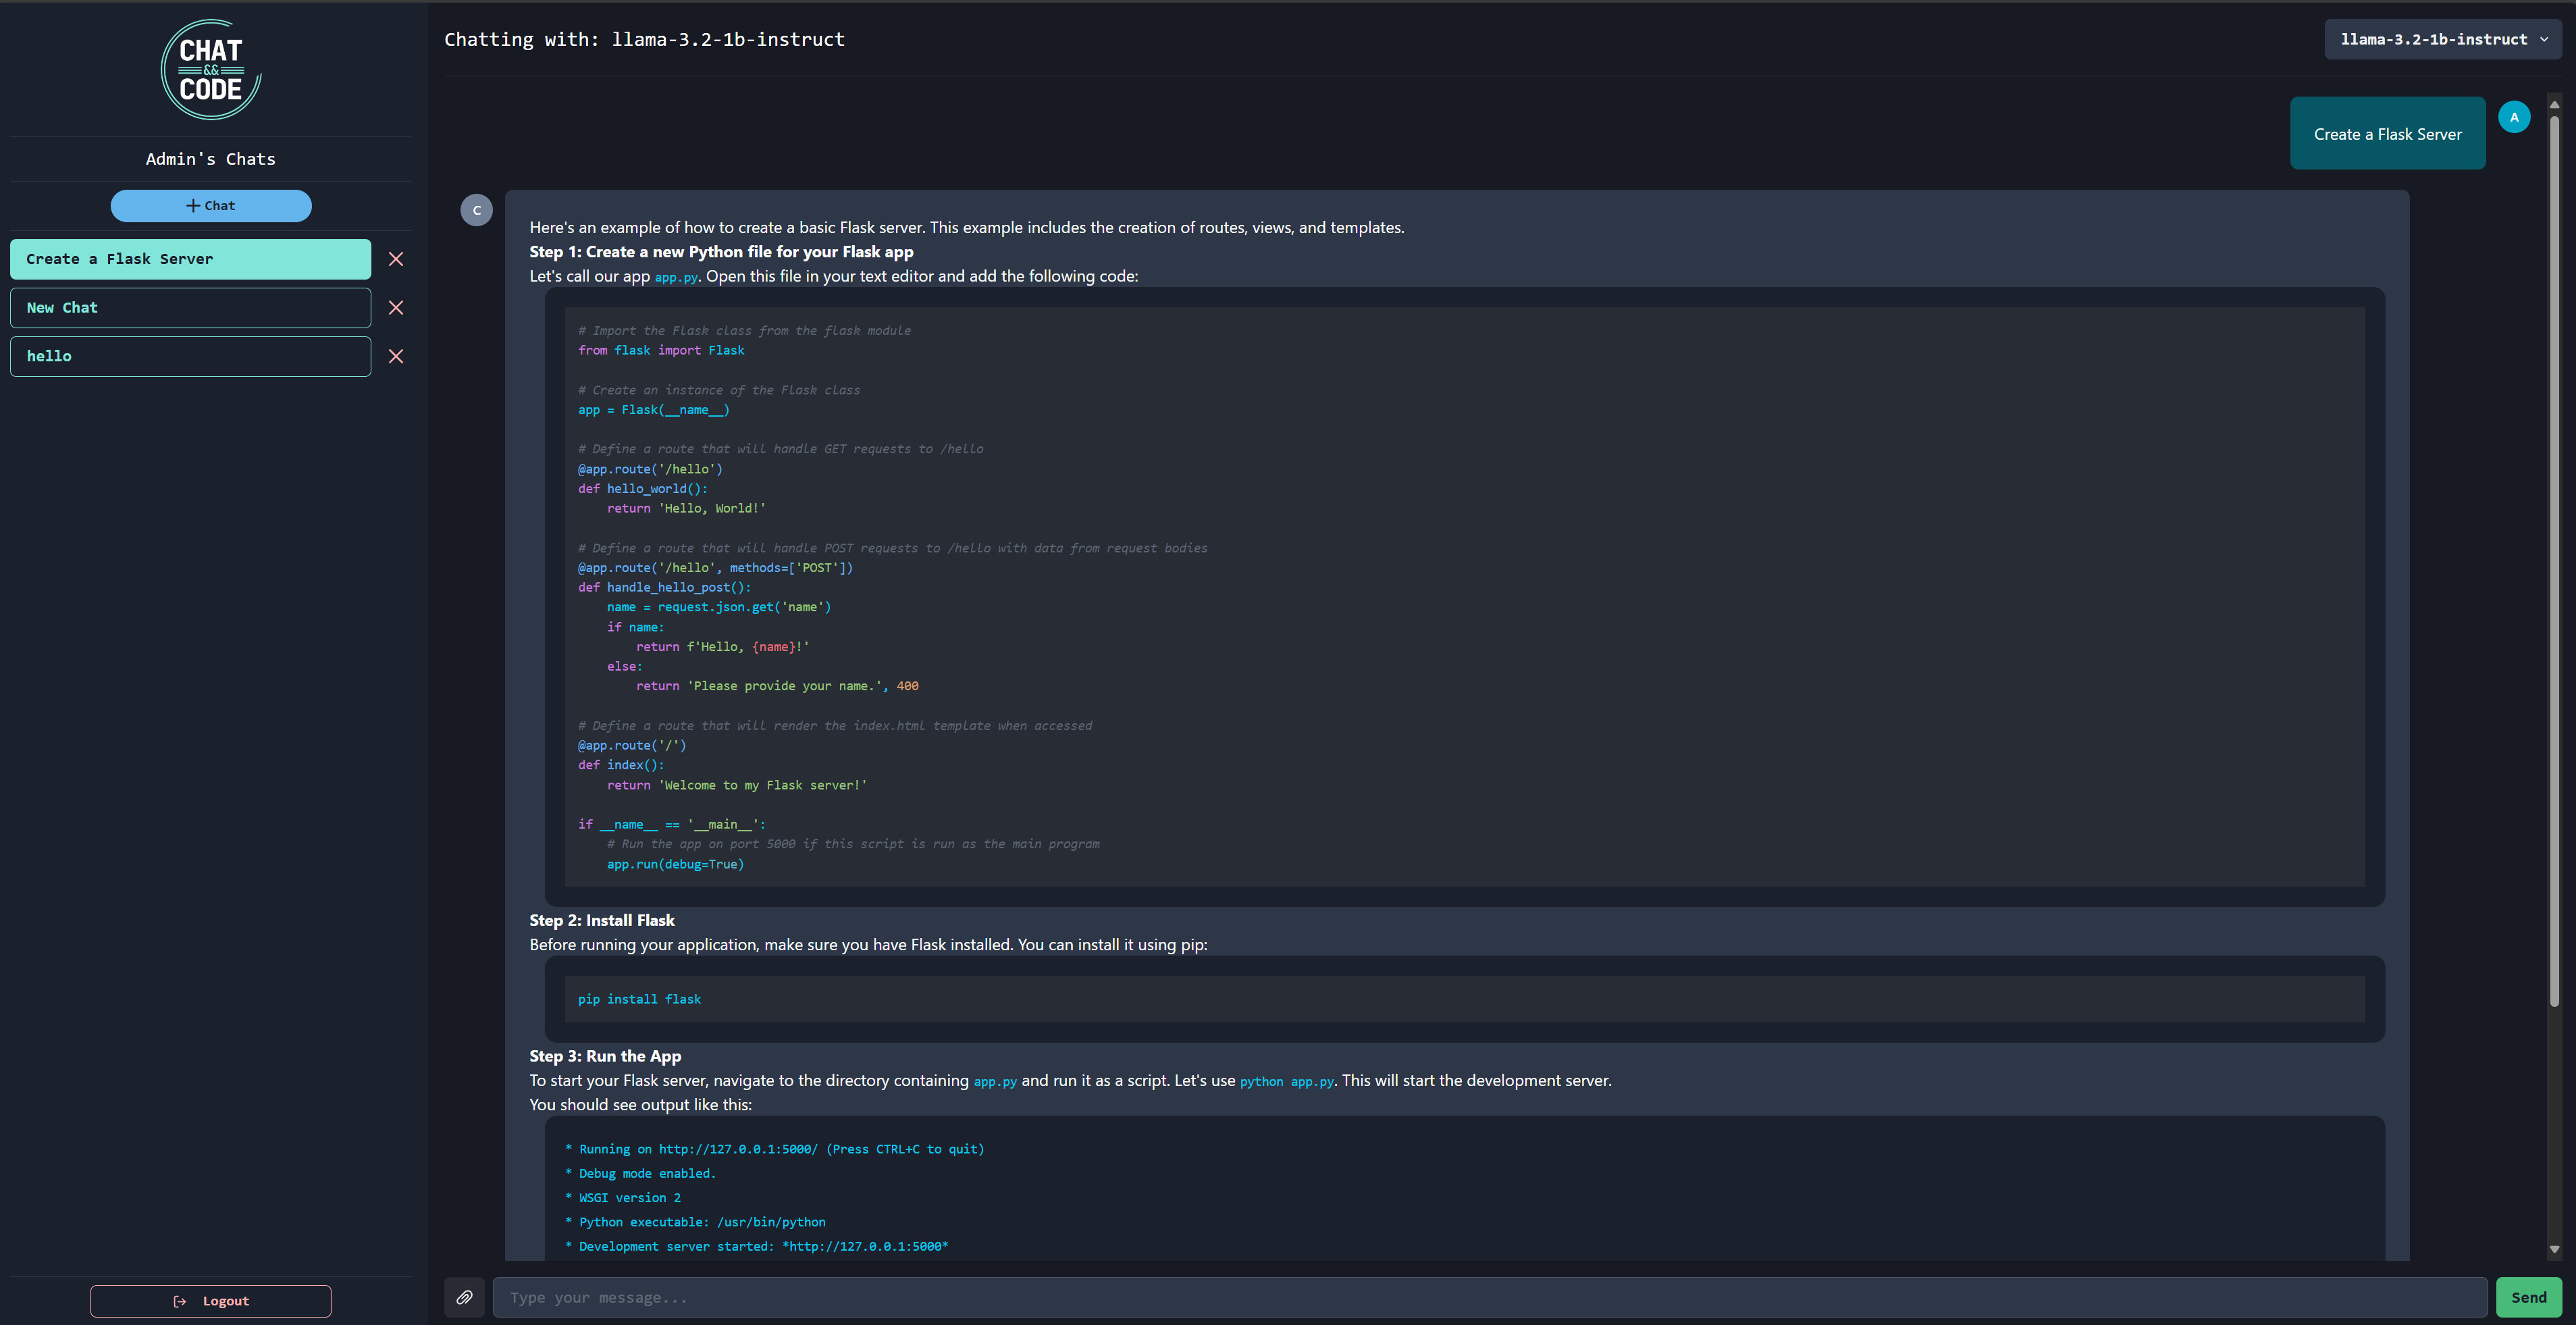 CHAT
&&
CODE
Admin's Chats
+ Chat
Create a Flask Server
New Chat
hello
Logout
Chatting with: llama-3.2-1b-instruct
llama-3.2-1b-instruct
Create a Flask Server
A
C
Here's an example of how to create a basic Flask server. This example includes the creation of routes, views, and templates.
Step 1: Create a new Python file for your Flask app
Let's call our app app.py. Open this file in your text editor and add the following code:
# Import the Flask class from the flask module
from flask import Flask
# Create an instance of the Flask class
app = Flask(__name__)
# Define a route that will handle GET requests to /hello
@app.route('/hello')
def hello_world():
    return 'Hello, World!'
# Define a route that will handle POST requests to /hello with data from request bodies
@app.route('/hello', methods=['POST'])
def handle_hello_post():
    name = request.json.get('name')
    if name:
        return f'Hello, {name}!'
    else:
        return 'Please provide your name.', 400
# Define a route that will render the index.html template when accessed
@app.route('/')
def index():
    return 'Welcome to my Flask server!'
if __name__ == '__main__':
    # Run the app on port 5000 if this script is run as the main program
    app.run(debug=True)
Step 2: Install Flask
Before running your application, make sure you have Flask installed. You can install it using pip:
pip install flask
Step 3: Run the App
To start your Flask server, navigate to the directory containing app.py and run it as a script. Let's use python app.py. This will start the development server.
You should see output like this:
* Running on http://127.0.0.1:5000/ (Press CTRL+C to quit)
* Debug mode enabled.
* WSGI version 2
* Python executable: /usr/bin/python
* Development server started: *http://127.0.0.1:5000*
Type your message...
Send